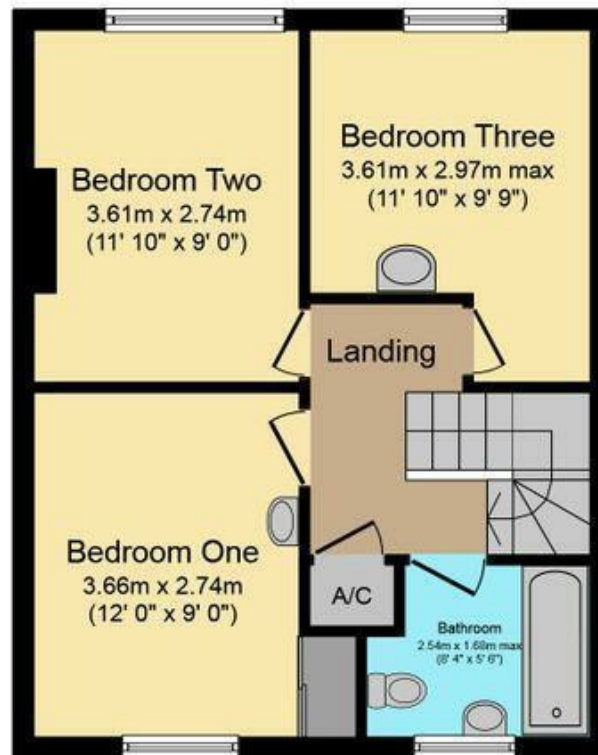 Bedroom Two
3.61m x 2.74m
(11' 10" x 9' 0")
Bedroom Three
3.61m x 2.97m max
(11' 10" x 9' 9")
Landing
Bedroom One
3.66m x 2.74m
(12' 0" x 9' 0")
A/C
Bathroom
2.54m x 1.68m max
(8' 4" x 5' 6")